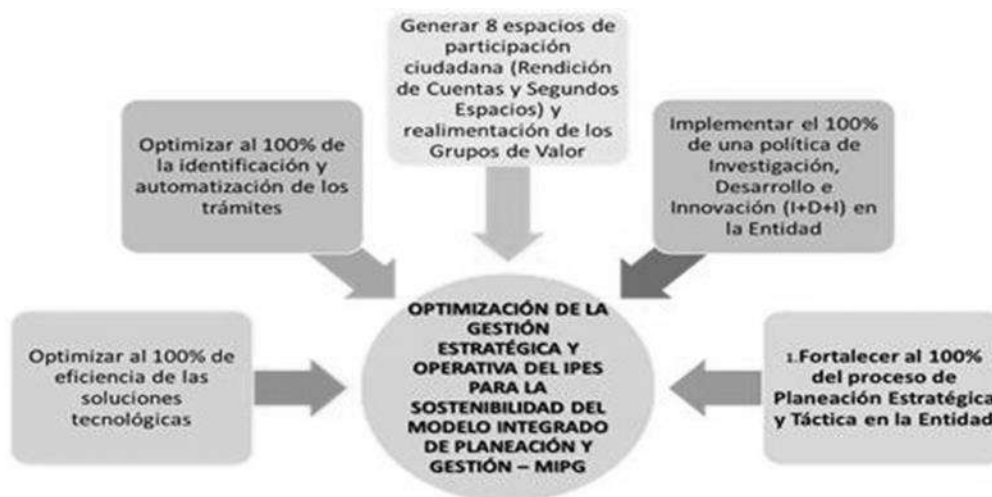 Generar 8 espacios de
participación
ciudadana (Rendición
de Cuentas y Segundos
Espacios) y
realimentación de los
Grupos de Valor
Optimizar al 100% de
la identificación y
automatización de los
trámites
Implementar el 100%
de una política de
Investigación,
Desarrollo e
Innovación (I+D+I) en
la Entidad
Optimizar al 100% de
eficiencia de las
soluciones
tecnológicas
OPTIMIZACIÓN DE LA
GESTIÓN
ESTRATÉGICA Y
OPERATIVA DEL IPES
PARA LA
SOSTENIBILIDAD DEL
MODELO INTEGRADO
DE PLANEACIÓN Y
GESTIÓN – MIPG
1.Fortalecer al 100%
del proceso de
Planeación Estratégica
y Táctica en la Entidad